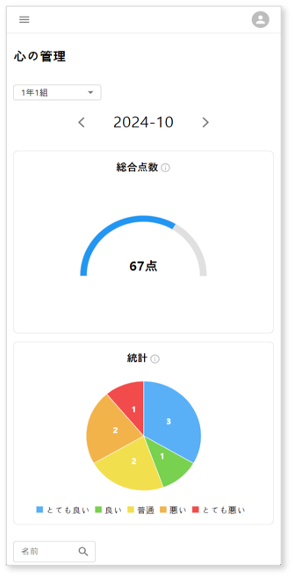 心の管理
1年1組
2024-10
総合点数
67点
統計
1
3
2
1
2
とても良い 良い 普通 悪い とても悪い
名前